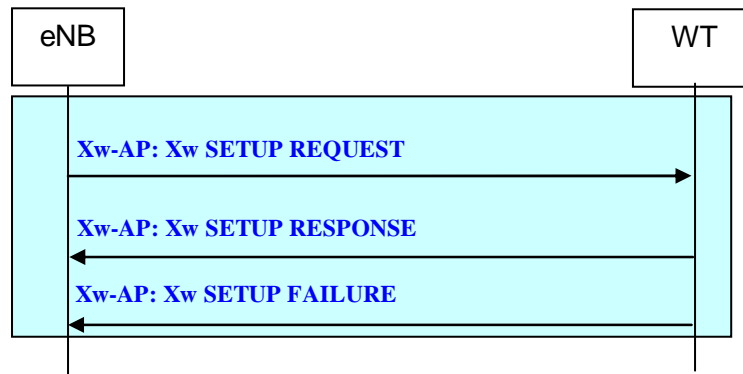 eNB
WT
Xw-AP: Xw SETUP REQUEST
Xw-AP: Xw SETUP RESPONSE
Xw-AP: Xw SETUP FAILURE